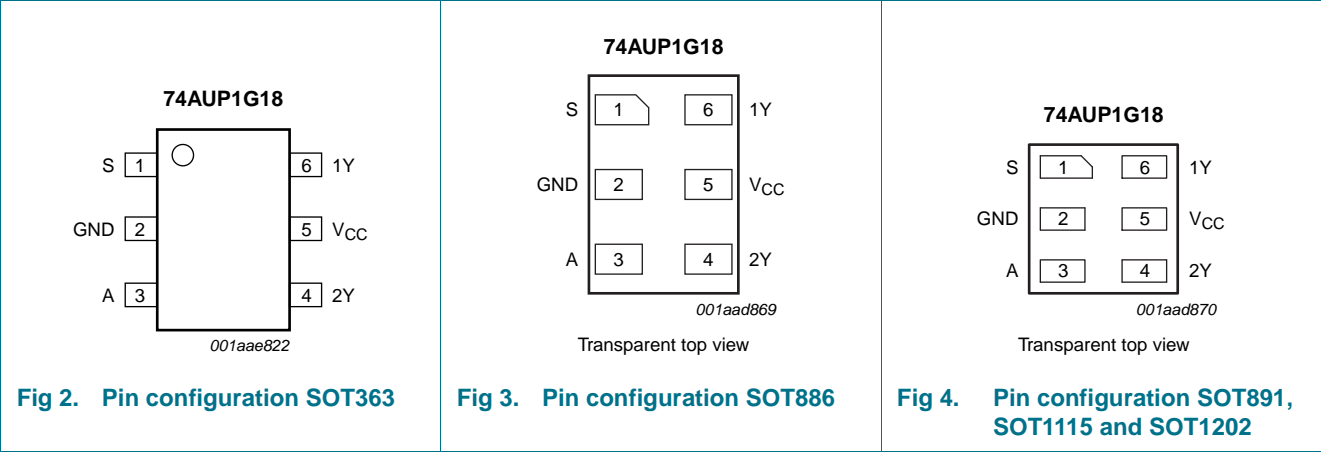 74AUP1G18
S 1 6 1Y
GND 2 5 VCC
A 3 4 2Y
001aae822
Fig 2. Pin configuration SOT363
74AUP1G18
S 1 6 1Y
GND 2 5 VCC
A 3 4 2Y
001aad869
Transparent top view
Fig 3. Pin configuration SOT886
74AUP1G18
S 1 6 1Y
GND 2 5 VCC
A 3 4 2Y
001aad870
Transparent top view
Fig 4. Pin configuration SOT891,
SOT1115 and SOT1202